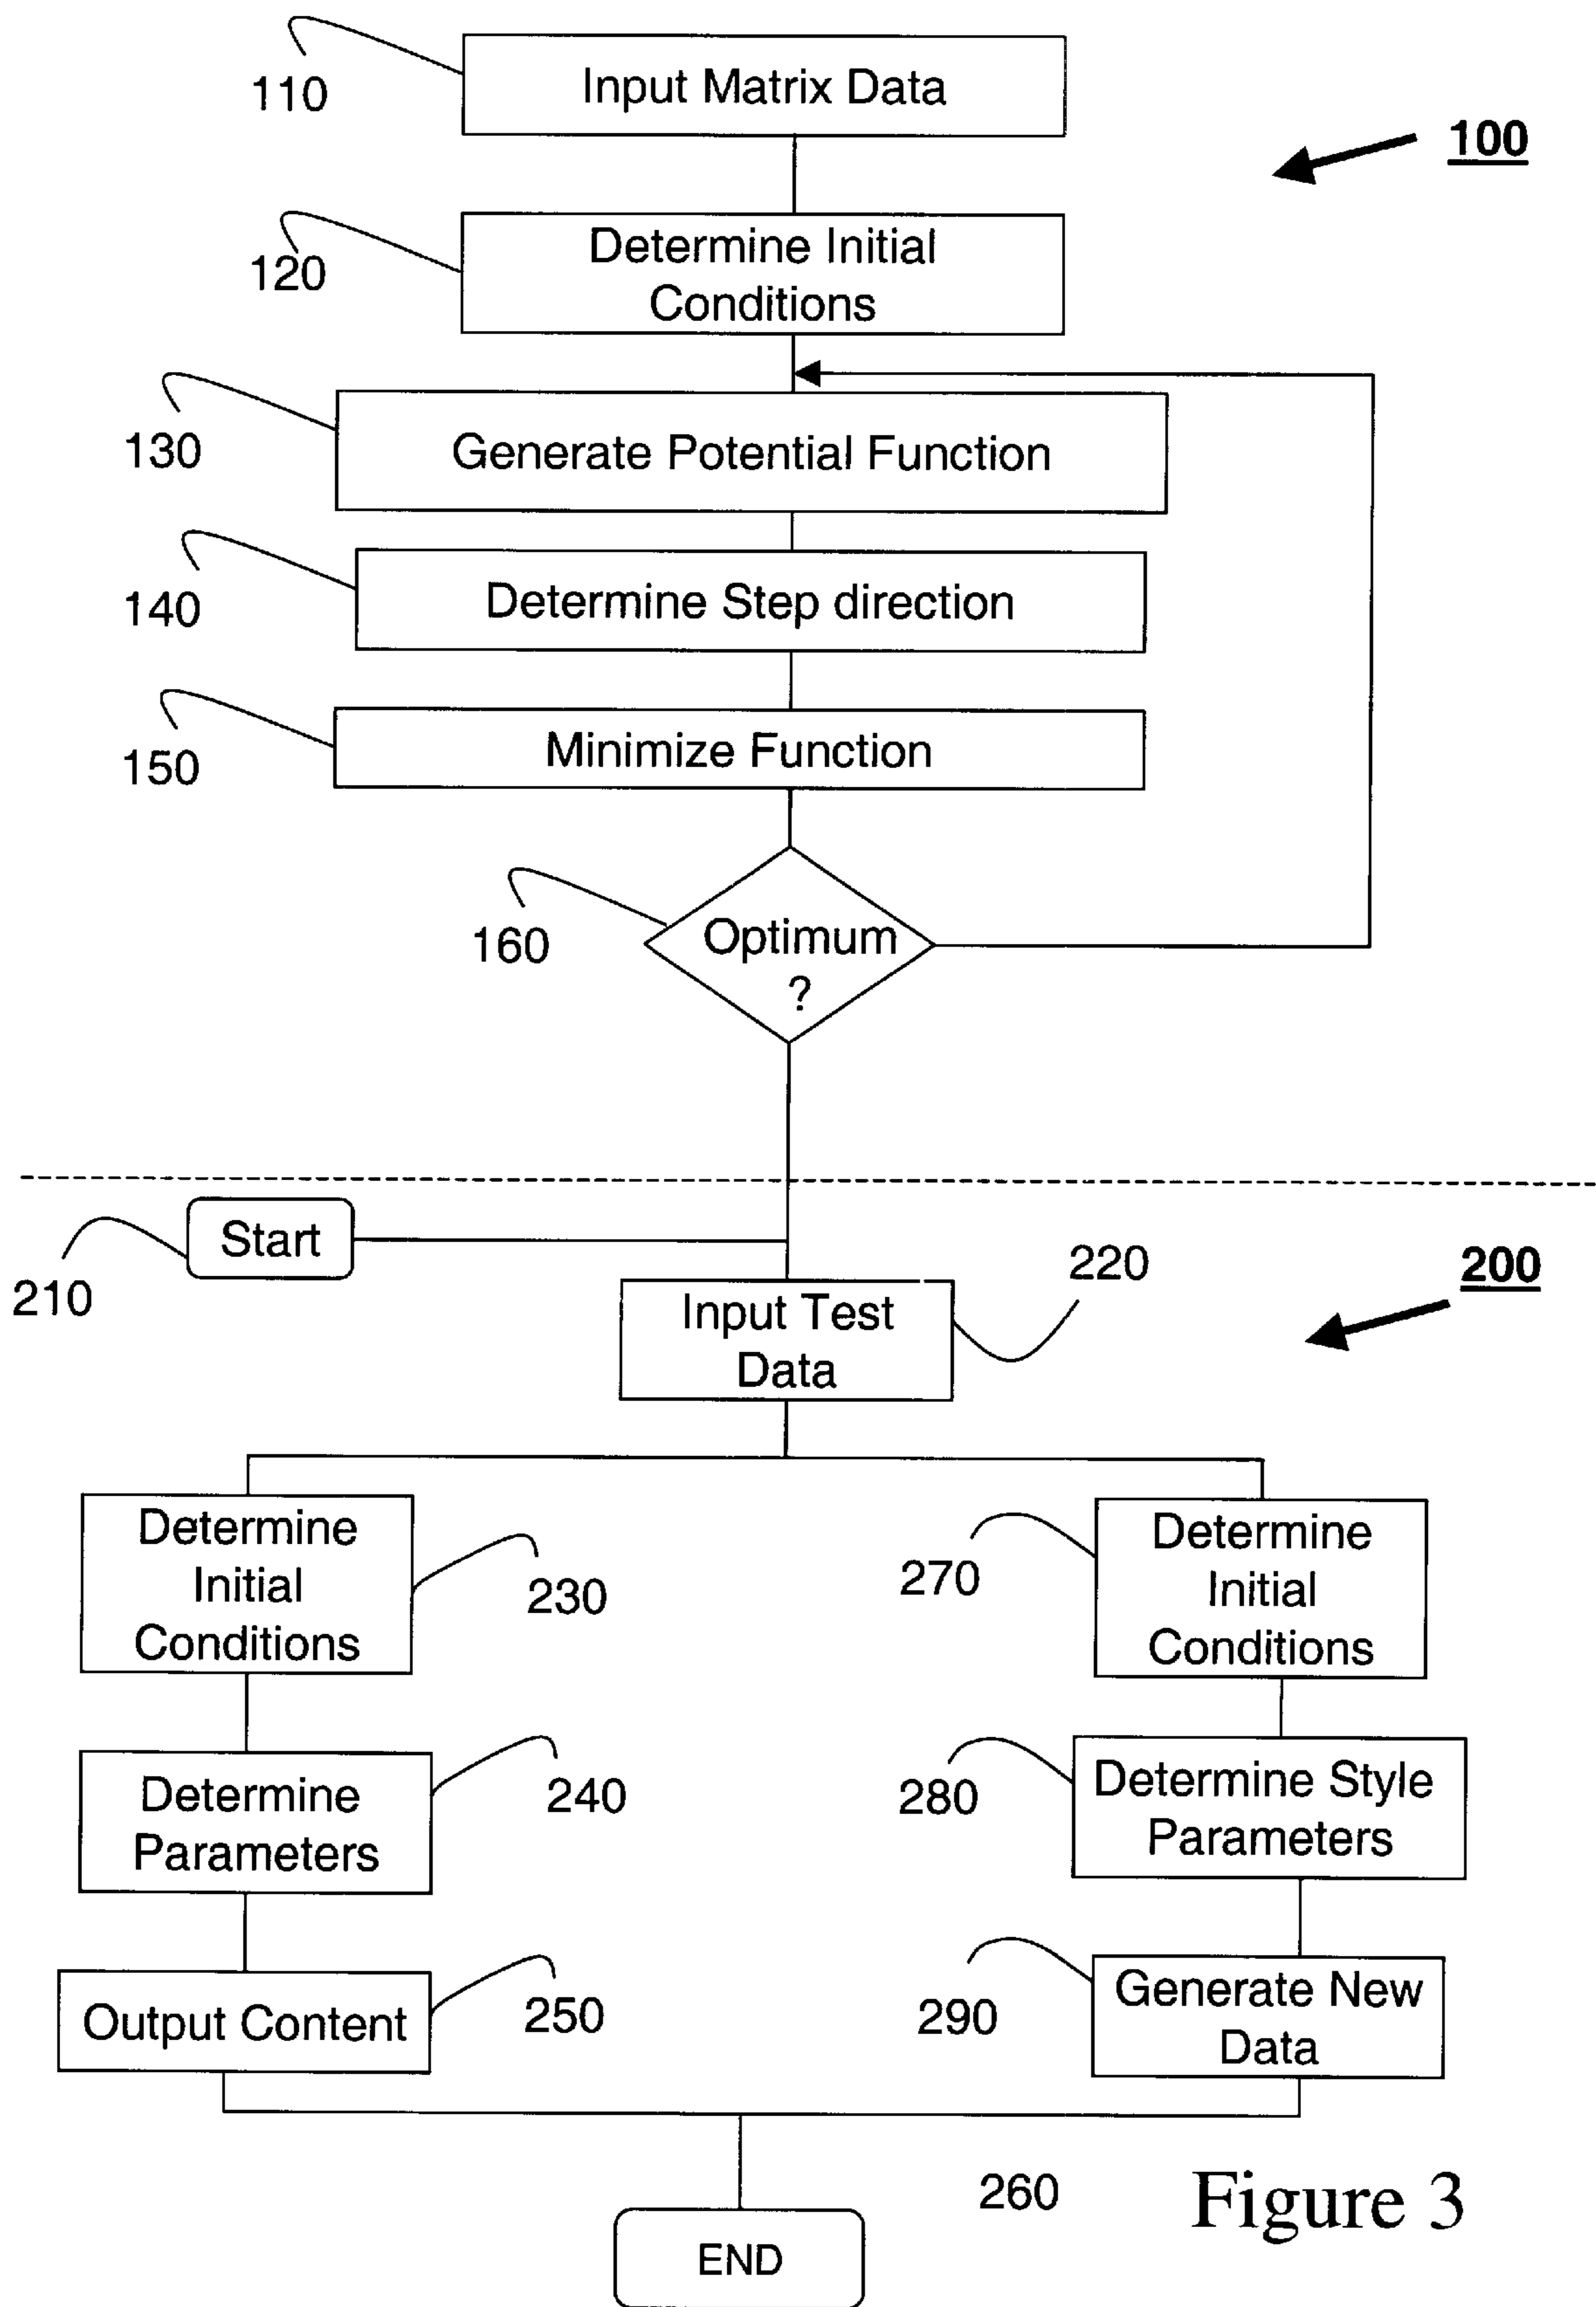 110
Input Matrix Data
100
120
Determine Initial
Conditions
130
Generate Potential Function
140
Determine Step direction
150
Minimize Function
160
Optimum
?
210
Start
220
200
Input Test
Data
Determine
Initial
Conditions
230
270
Determine
Initial
Conditions
Determine
Parameters
240
280
Determine Style
Parameters
Output Content
250
290
Generate New
Data
260
Figure 3
END